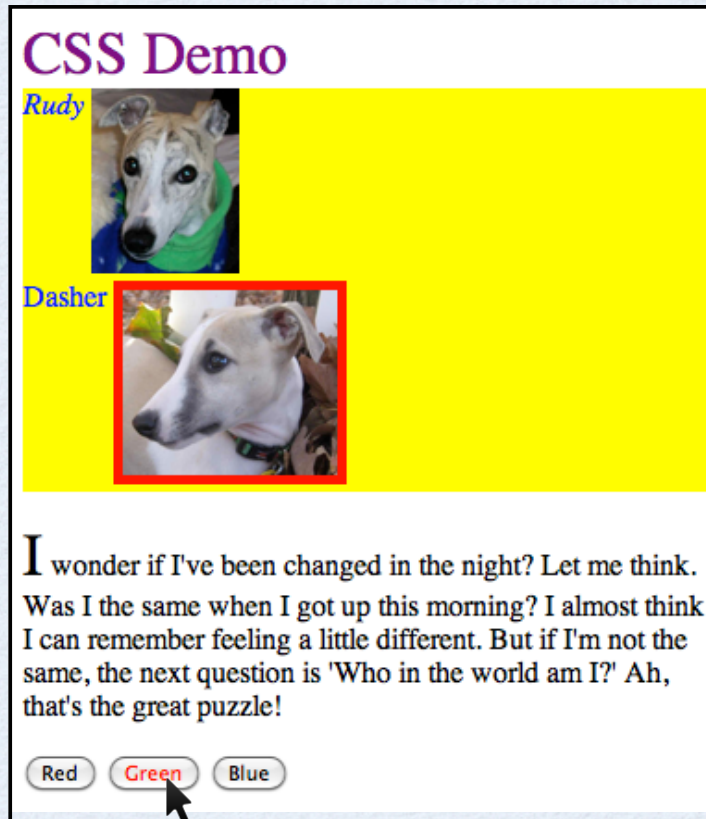 CSS Demo
Rudy
Dasher
I wonder if I've been changed in the night? Let me think.
Was I the same when I got up this morning? I almost think
I can remember feeling a little different. But if I'm not the
same, the next question is 'Who in the world am I?' Ah,
that's the great puzzle!
Red Green Blue